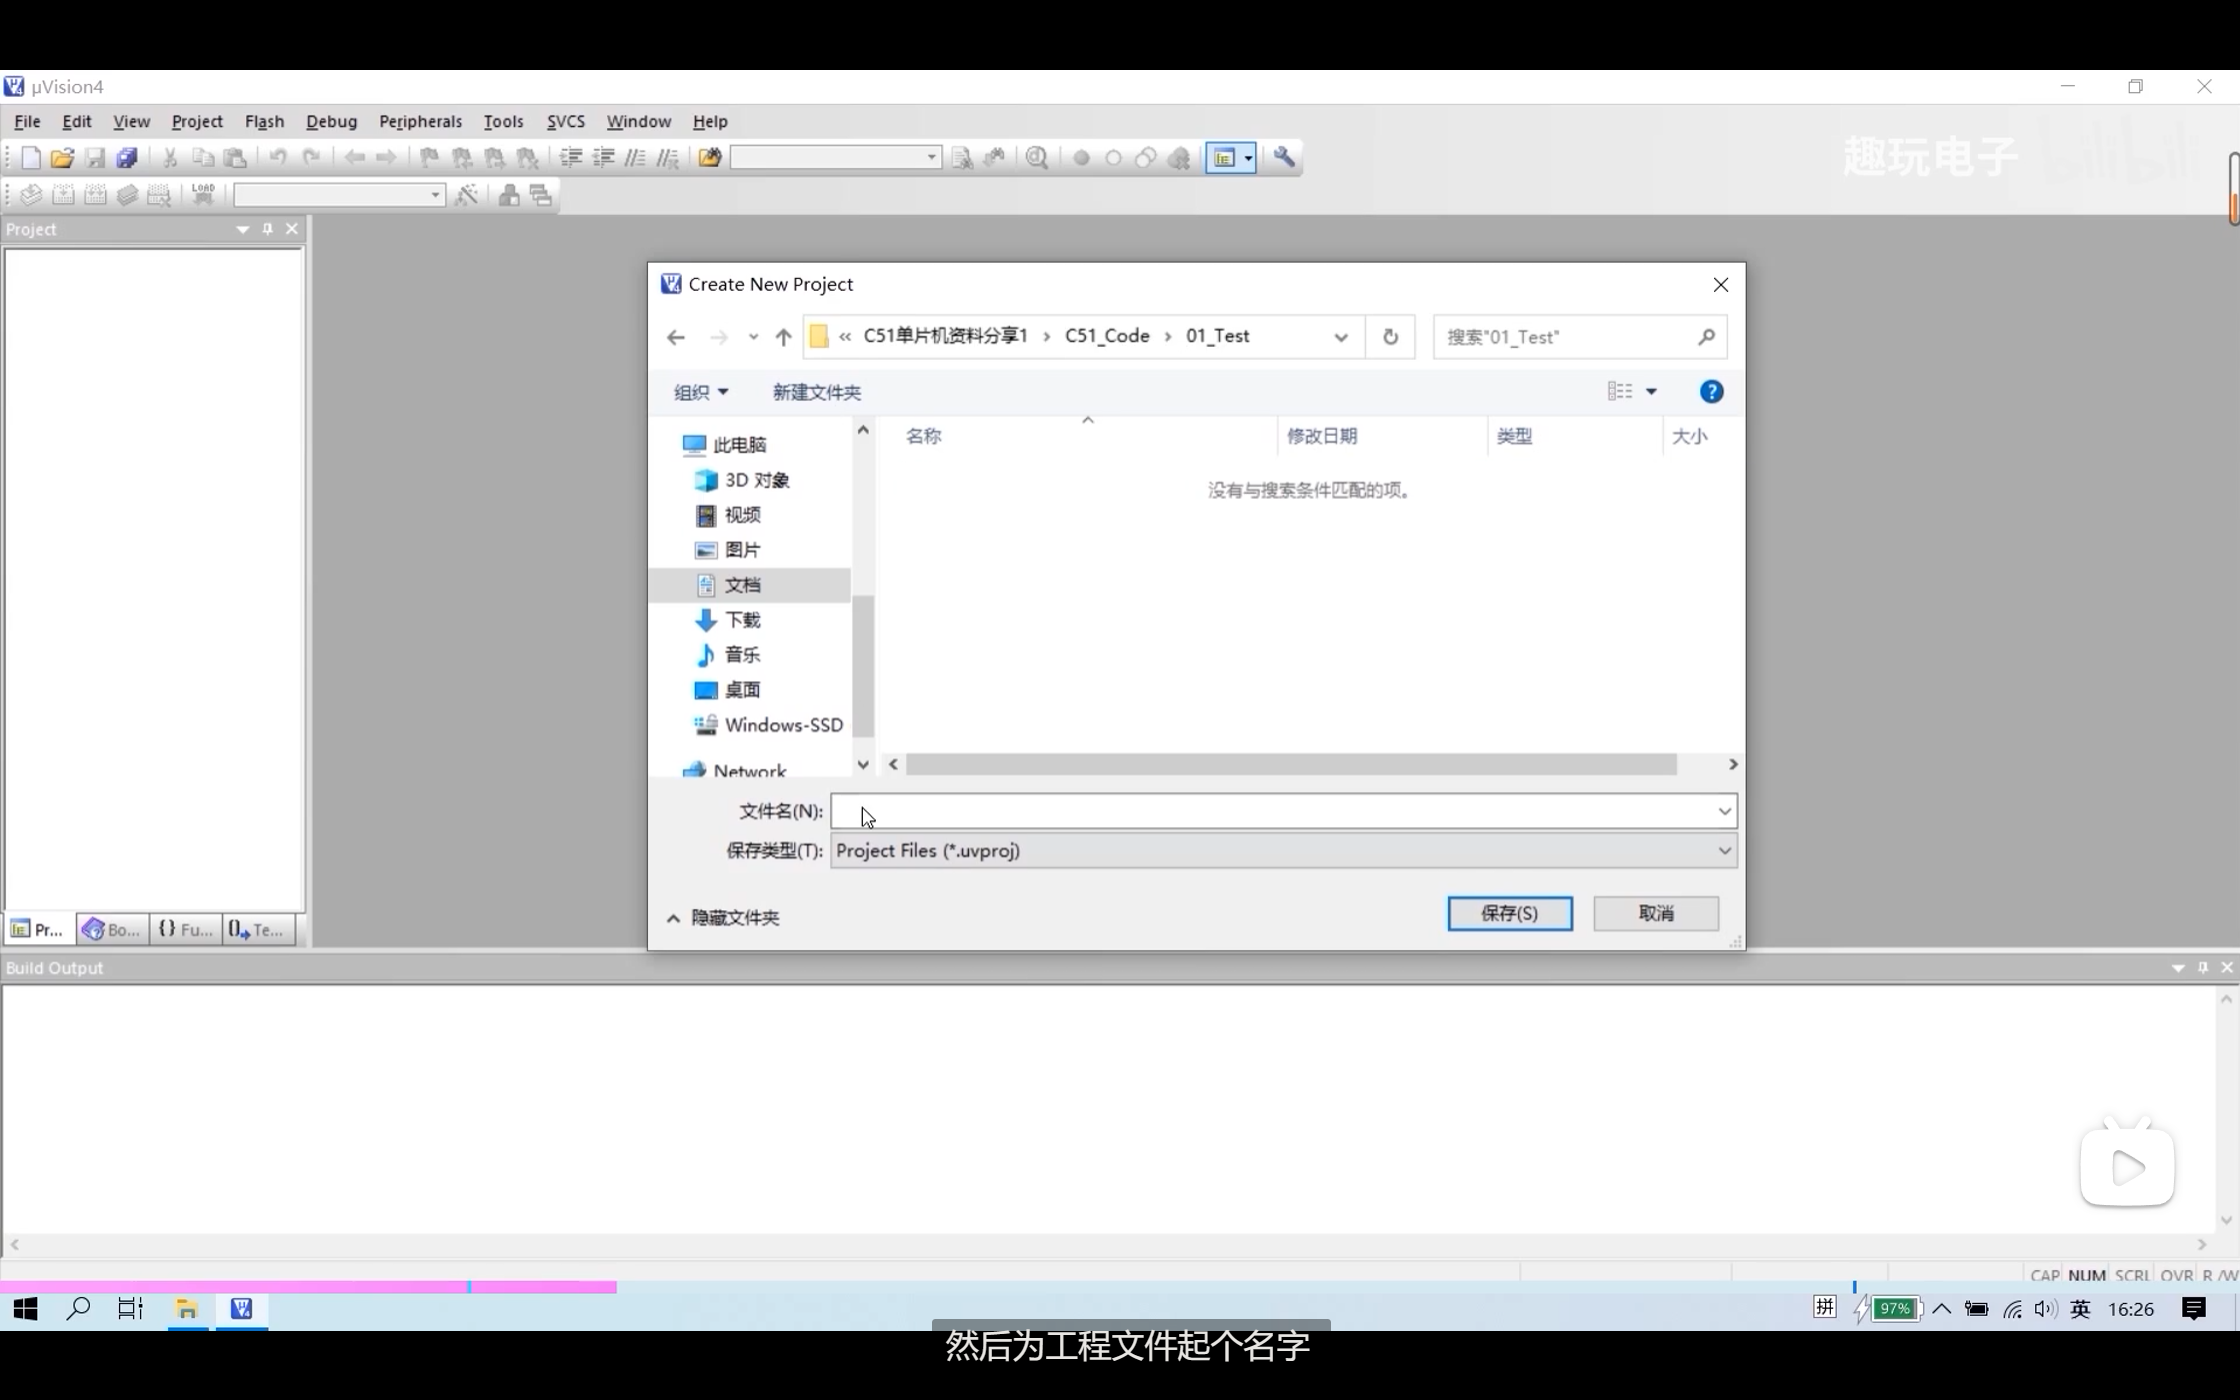 μVision4
File Edit View Project Flash Debug Peripherals Tools SVCS Window Help
趣玩电子 bilibili
LOAD
Project
Create New Project
« C51单片机资料分享1 › C51_Code › 01_Test
搜索"01_Test"
组织
新建文件夹
名称 修改日期 类型 大小
没有与搜索条件匹配的项。
此电脑
3D 对象
视频
图片
文档
下载
音乐
桌面
Windows-SSD
Network
文件名(N):
保存类型(T): Project Files (*.uvproj)
隐藏文件夹
保存(S)
取消
Pr... Bo... {} Fu... Te...
Build Output
CAP NUM SCRL OVR R/W
拼 97% 英 16:26
然后为工程文件起个名字